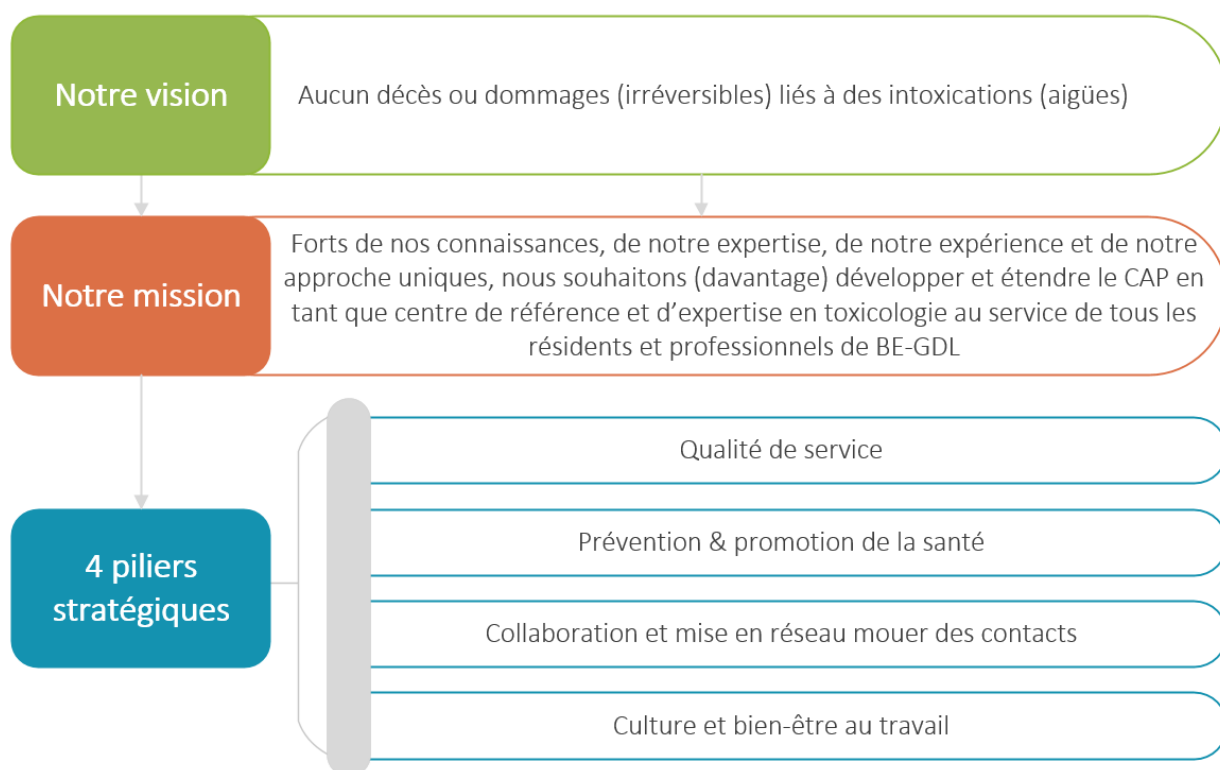 Notre vision
Aucun décès ou dommages (irréversibles) liés à des intoxications (aigües)
Notre mission
Forts de nos connaissances, de notre expertise, de notre expérience et de notre
approche uniques, nous souhaitons (davantage) développer et étendre le CAP en
tant que centre de référence et d’expertise en toxicologie au service de tous les
résidents et professionnels de BE-GDL
4 piliers
stratégiques
Qualité de service
Prévention & promotion de la santé
Collaboration et mise en réseau mouer des contacts
Culture et bien-être au travail